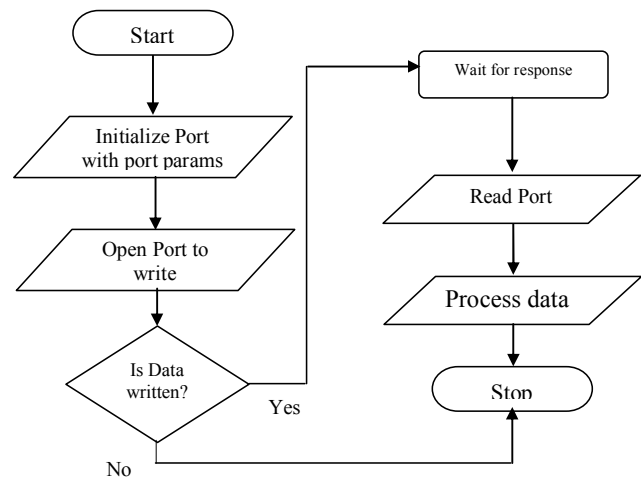 Start
Initialize Port
with port params
Open Port to
write
Is Data
written?
Yes
No
Wait for response
Read Port
Process data
Stop